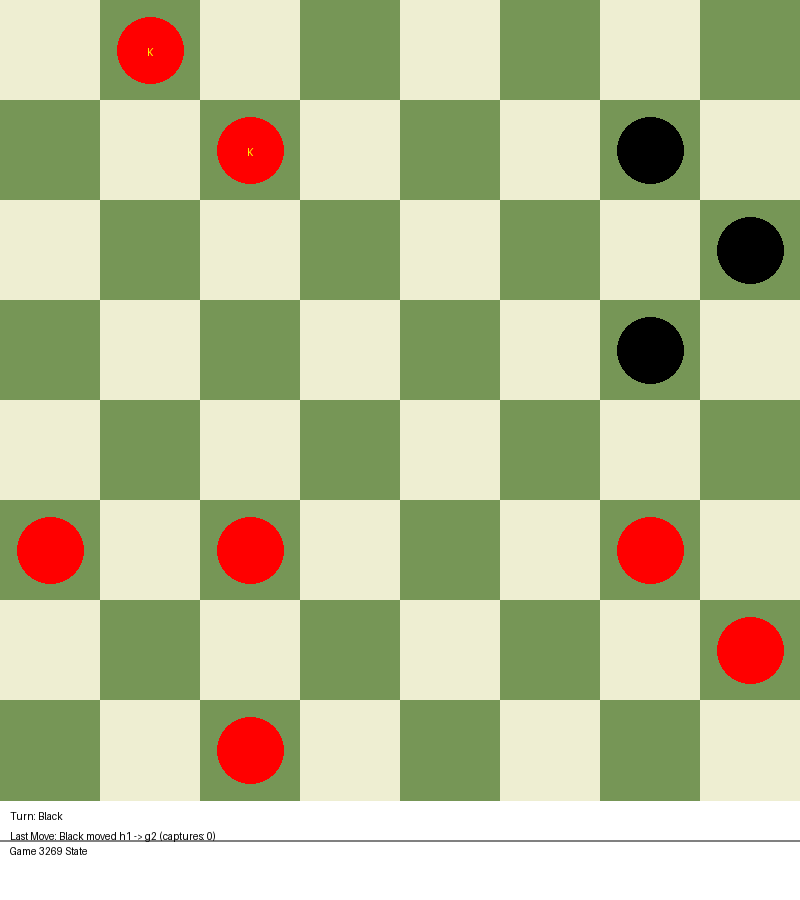 K
K
Turn: Black
Last Move: Black moved h1 -> g2 (captures: 0)
Game 3269 State